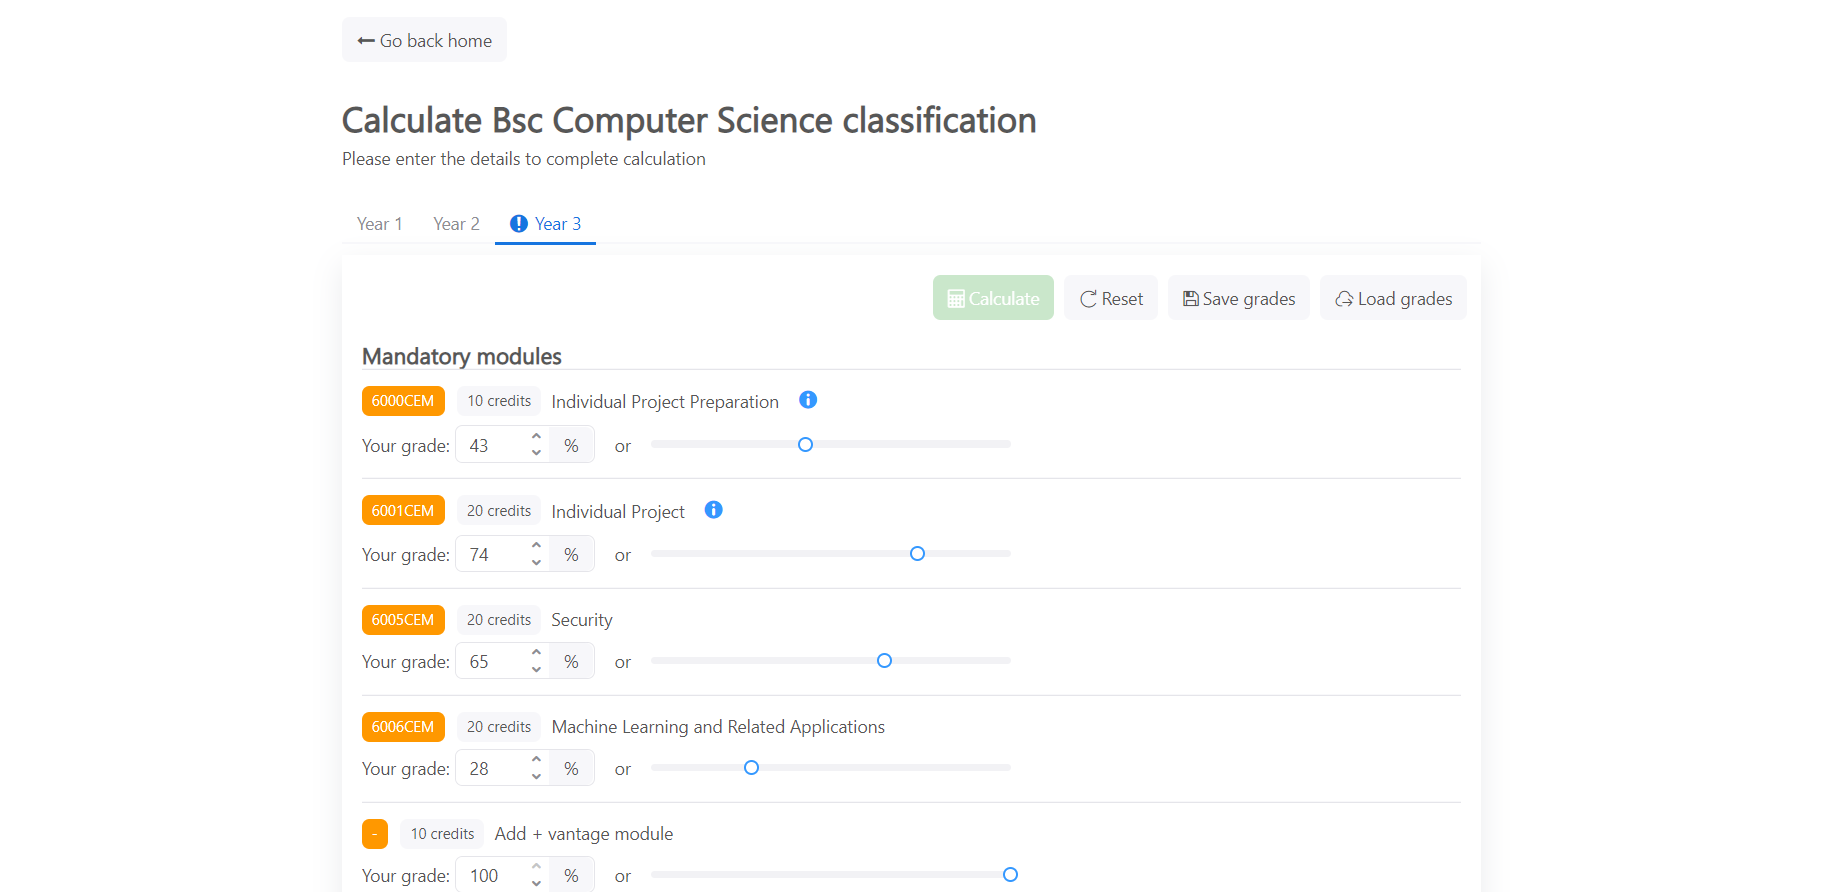 Go back home
Calculate Bsc Computer Science classification
Please enter the details to complete calculation
Year 1 Year 2 Year 3
Calculate Reset Save grades Load grades
Mandatory modules
6000CEM 10 credits Individual Project Preparation
Your grade: 43 % or
6001CEM 20 credits Individual Project
Your grade: 74 % or
6005CEM 20 credits Security
Your grade: 65 % or
6006CEM 20 credits Machine Learning and Related Applications
Your grade: 28 % or
- 10 credits Add + vantage module
Your grade: 100 % or